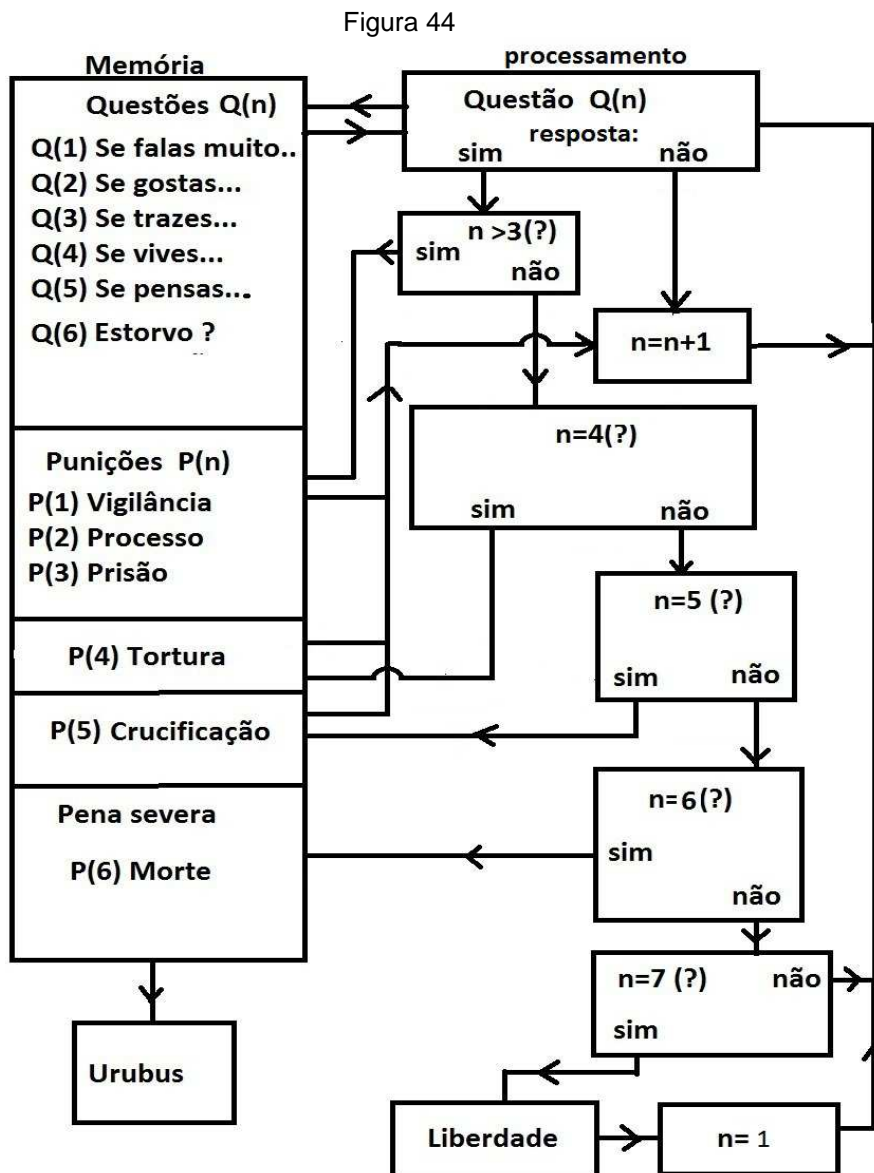 Figura 44
Memória
Questões Q(n)
Q(1) Se falas muito..
Q(2) Se gostas...
Q(3) Se trazes...
Q(4) Se vives...
Q(5) Se pensas...
Q(6) Estorvo ?
Punições P(n)
P(1) Vigilância
P(2) Processo
P(3) Prisão
P(4) Tortura
P(5) Crucificação
Pena severa
P(6) Morte
Urubus
processamento
Questão Q(n)
resposta:
sim não
n >3(?)
sim
não
n=n+1
n=4(?)
sim não
n=5 (?)
sim não
n=6(?)
sim
não
n=7 (?) não
sim
Liberdade
n= 1